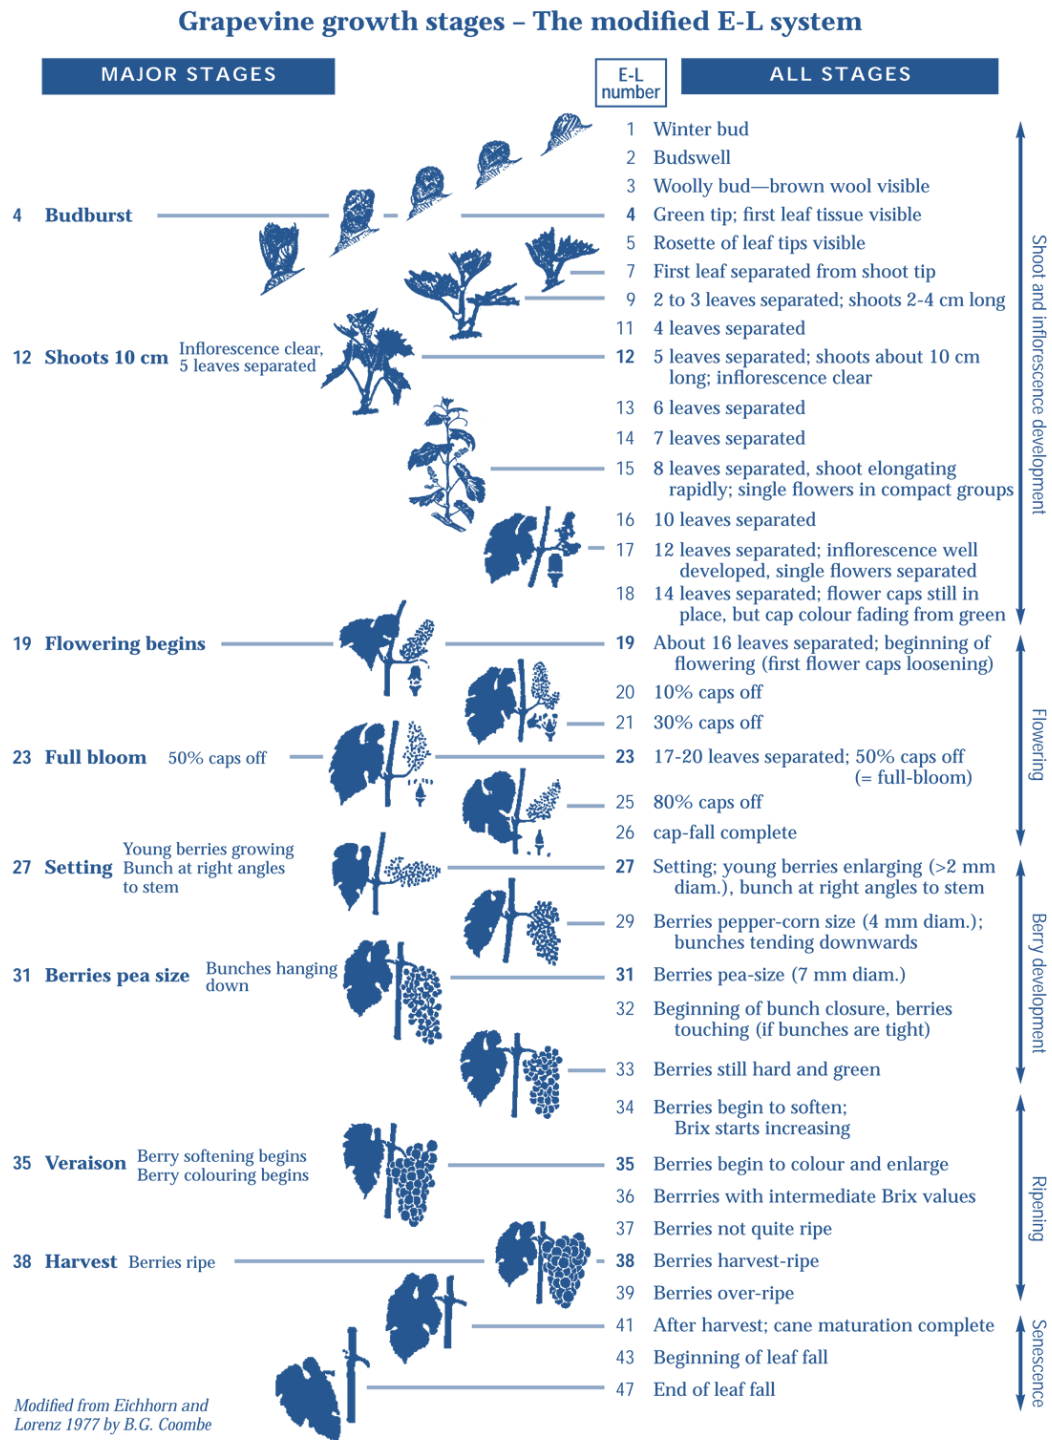 Grapevine growth stages – The modified E-L system
MAJOR STAGES
E-L
number
ALL STAGES
1 Winter bud
2 Budswell
3 Woolly bud—brown wool visible
4 Budburst
4 Green tip; first leaf tissue visible
5 Rosette of leaf tips visible
7 First leaf separated from shoot tip
9 2 to 3 leaves separated; shoots 2-4 cm long
11 4 leaves separated
12 Shoots 10 cm
Inflorescence clear,
5 leaves separated
12 5 leaves separated; shoots about 10 cm
long; inflorescence clear
13 6 leaves separated
14 7 leaves separated
15 8 leaves separated, shoot elongating
rapidly; single flowers in compact groups
16 10 leaves separated
17 12 leaves separated; inflorescence well
developed, single flowers separated
18 14 leaves separated; flower caps still in
place, but cap colour fading from green
Shoot and inflorescence development
19 Flowering begins
19 About 16 leaves separated; beginning of
flowering (first flower caps loosening)
20 10% caps off
21 30% caps off
23 Full bloom 50% caps off
23 17-20 leaves separated; 50% caps off
(= full-bloom)
25 80% caps off
26 cap-fall complete
Flowering
27 Setting
Young berries growing
Bunch at right angles
to stem
27 Setting; young berries enlarging (>2 mm
diam.), bunch at right angles to stem
29 Berries pepper-corn size (4 mm diam.);
bunches tending downwards
31 Berries pea size
Bunches hanging
down
31 Berries pea-size (7 mm diam.)
32 Beginning of bunch closure, berries
touching (if bunches are tight)
33 Berries still hard and green
Berry development
34 Berries begin to soften;
Brix starts increasing
35 Veraison
Berry softening begins
Berry colouring begins
35 Berries begin to colour and enlarge
36 Berrries with intermediate Brix values
37 Berries not quite ripe
38 Harvest Berries ripe
38 Berries harvest-ripe
39 Berries over-ripe
Ripening
41 After harvest; cane maturation complete
43 Beginning of leaf fall
47 End of leaf fall
Senescence
Modified from Eichhorn and
Lorenz 1977 by B.G. Coombe